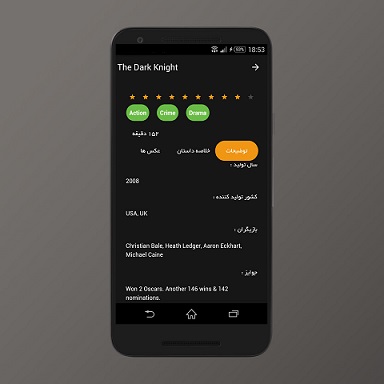 93% 18:53
The Dark Knight
Action Crime Drama
۱۵۲ دقیقه
توضیحات خلاصه داستان عکس ها
سال تولید :
2008
کشور تولید کننده :
USA, UK
بازیگران :
Christian Bale, Heath Ledger, Aaron Eckhart,
Michael Caine
جوایز :
Won 2 Oscars. Another 146 wins & 142
nominations.